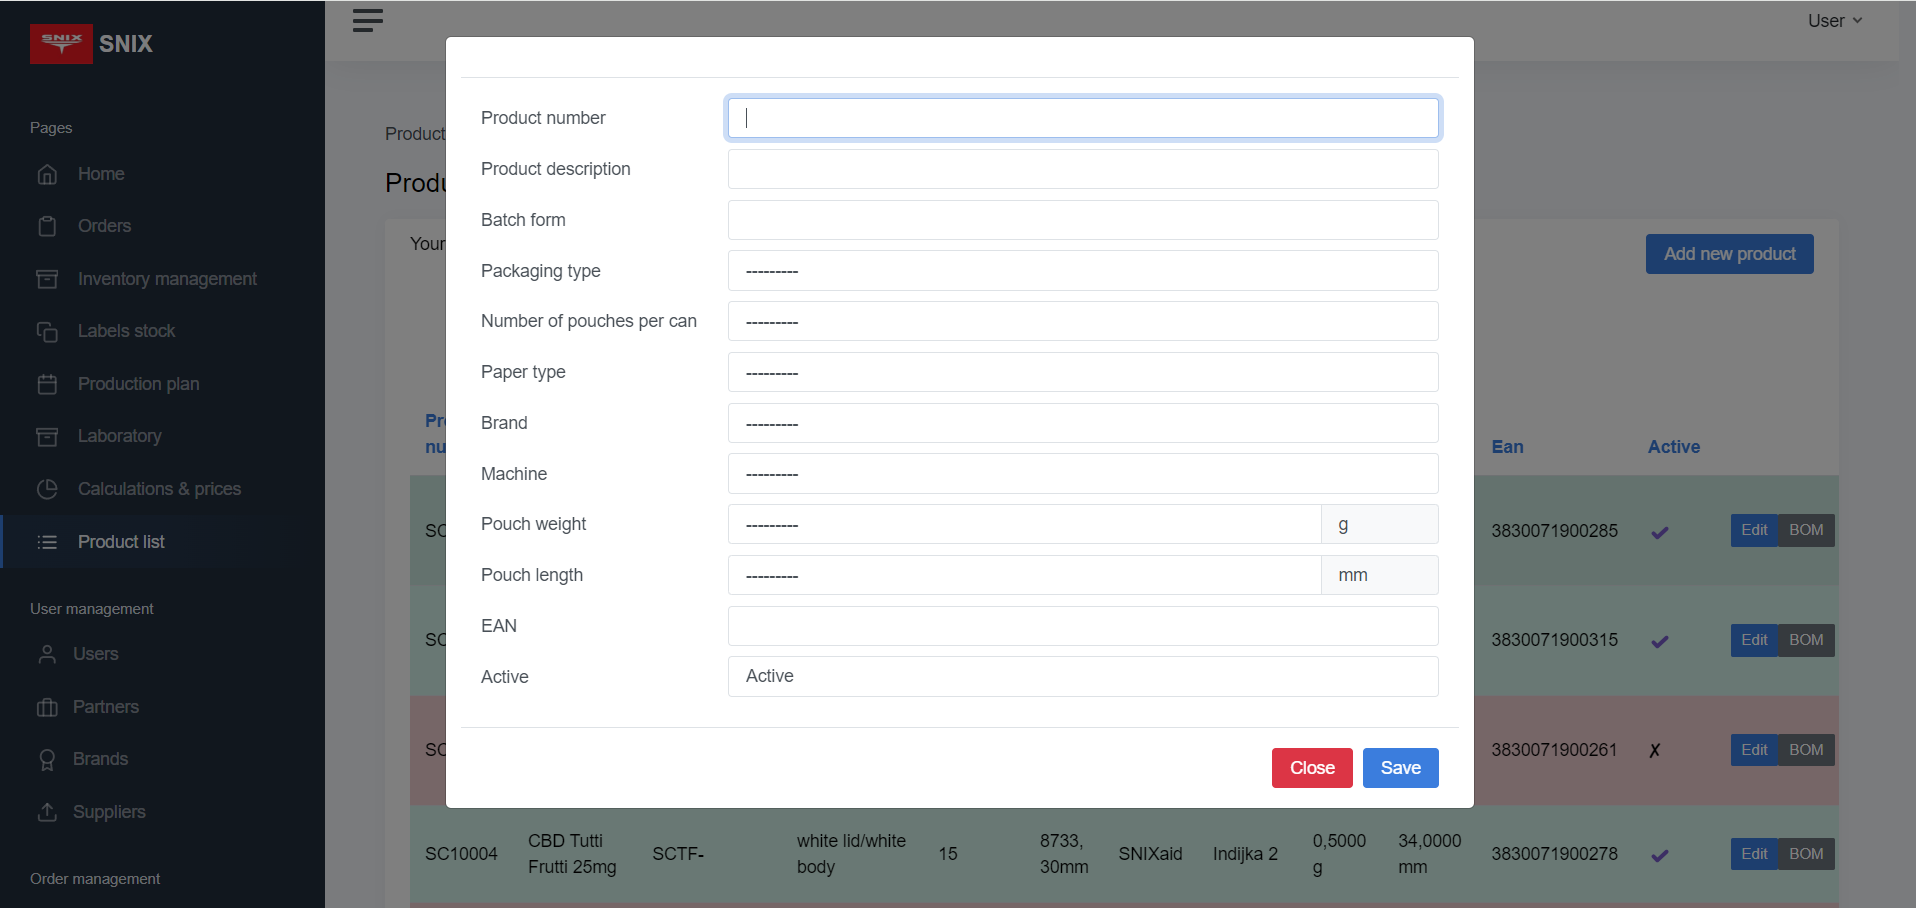 SNIX
SNIX
User
Pages
Home
Orders
Inventory management
Labels stock
Production plan
Laboratory
Calculations & prices
Product list
User management
Users
Partners
Brands
Suppliers
Order management
Product
Produ
Your
Add new product
Product number
Product description
Batch form
Packaging type ---------
Number of pouches per can ---------
Paper type ---------
Brand ---------
Machine ---------
Pouch weight --------- g
Pouch length --------- mm
EAN
Active Active
Close Save
Pr
nu
Ean Active
SC 3830071900285 ✓ Edit BOM
SC 3830071900315 ✓ Edit BOM
SC 3830071900261 ✗ Edit BOM
SC10004 CBD Tutti Frutti 25mg SCTF- white lid/white body 15 8733, 30mm SNIXaid Indijka 2 0,5000 g 34,0000 mm 3830071900278 ✓ Edit BOM